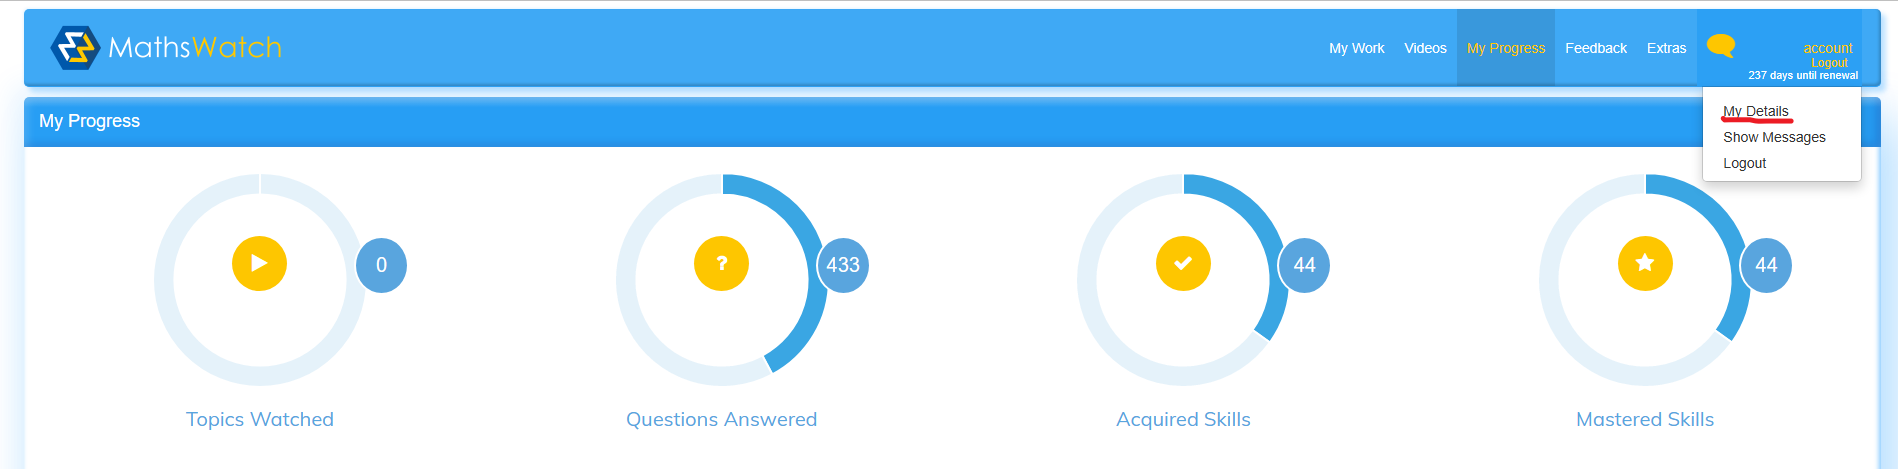 MathsWatch
My Work Videos My Progress Feedback Extras account
Logout
237 days until renewal
My Details
Show Messages
Logout
My Progress
0
? 433
44
44
Topics Watched
Questions Answered
Acquired Skills
Mastered Skills